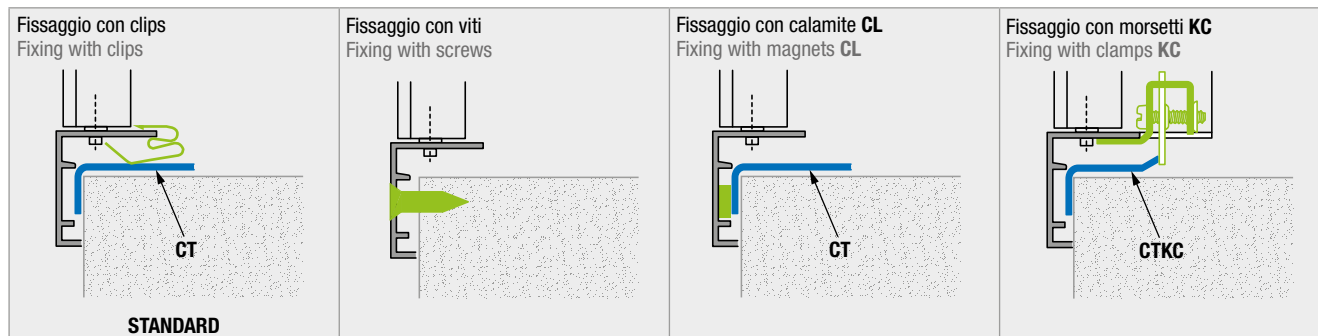 Fissaggio con clips
Fixing with clips
CT
STANDARD
Fissaggio con viti
Fixing with screws
Fissaggio con calamite CL
Fixing with magnets CL
CT
Fissaggio con morsetti KC
Fixing with clamps KC
CTKC